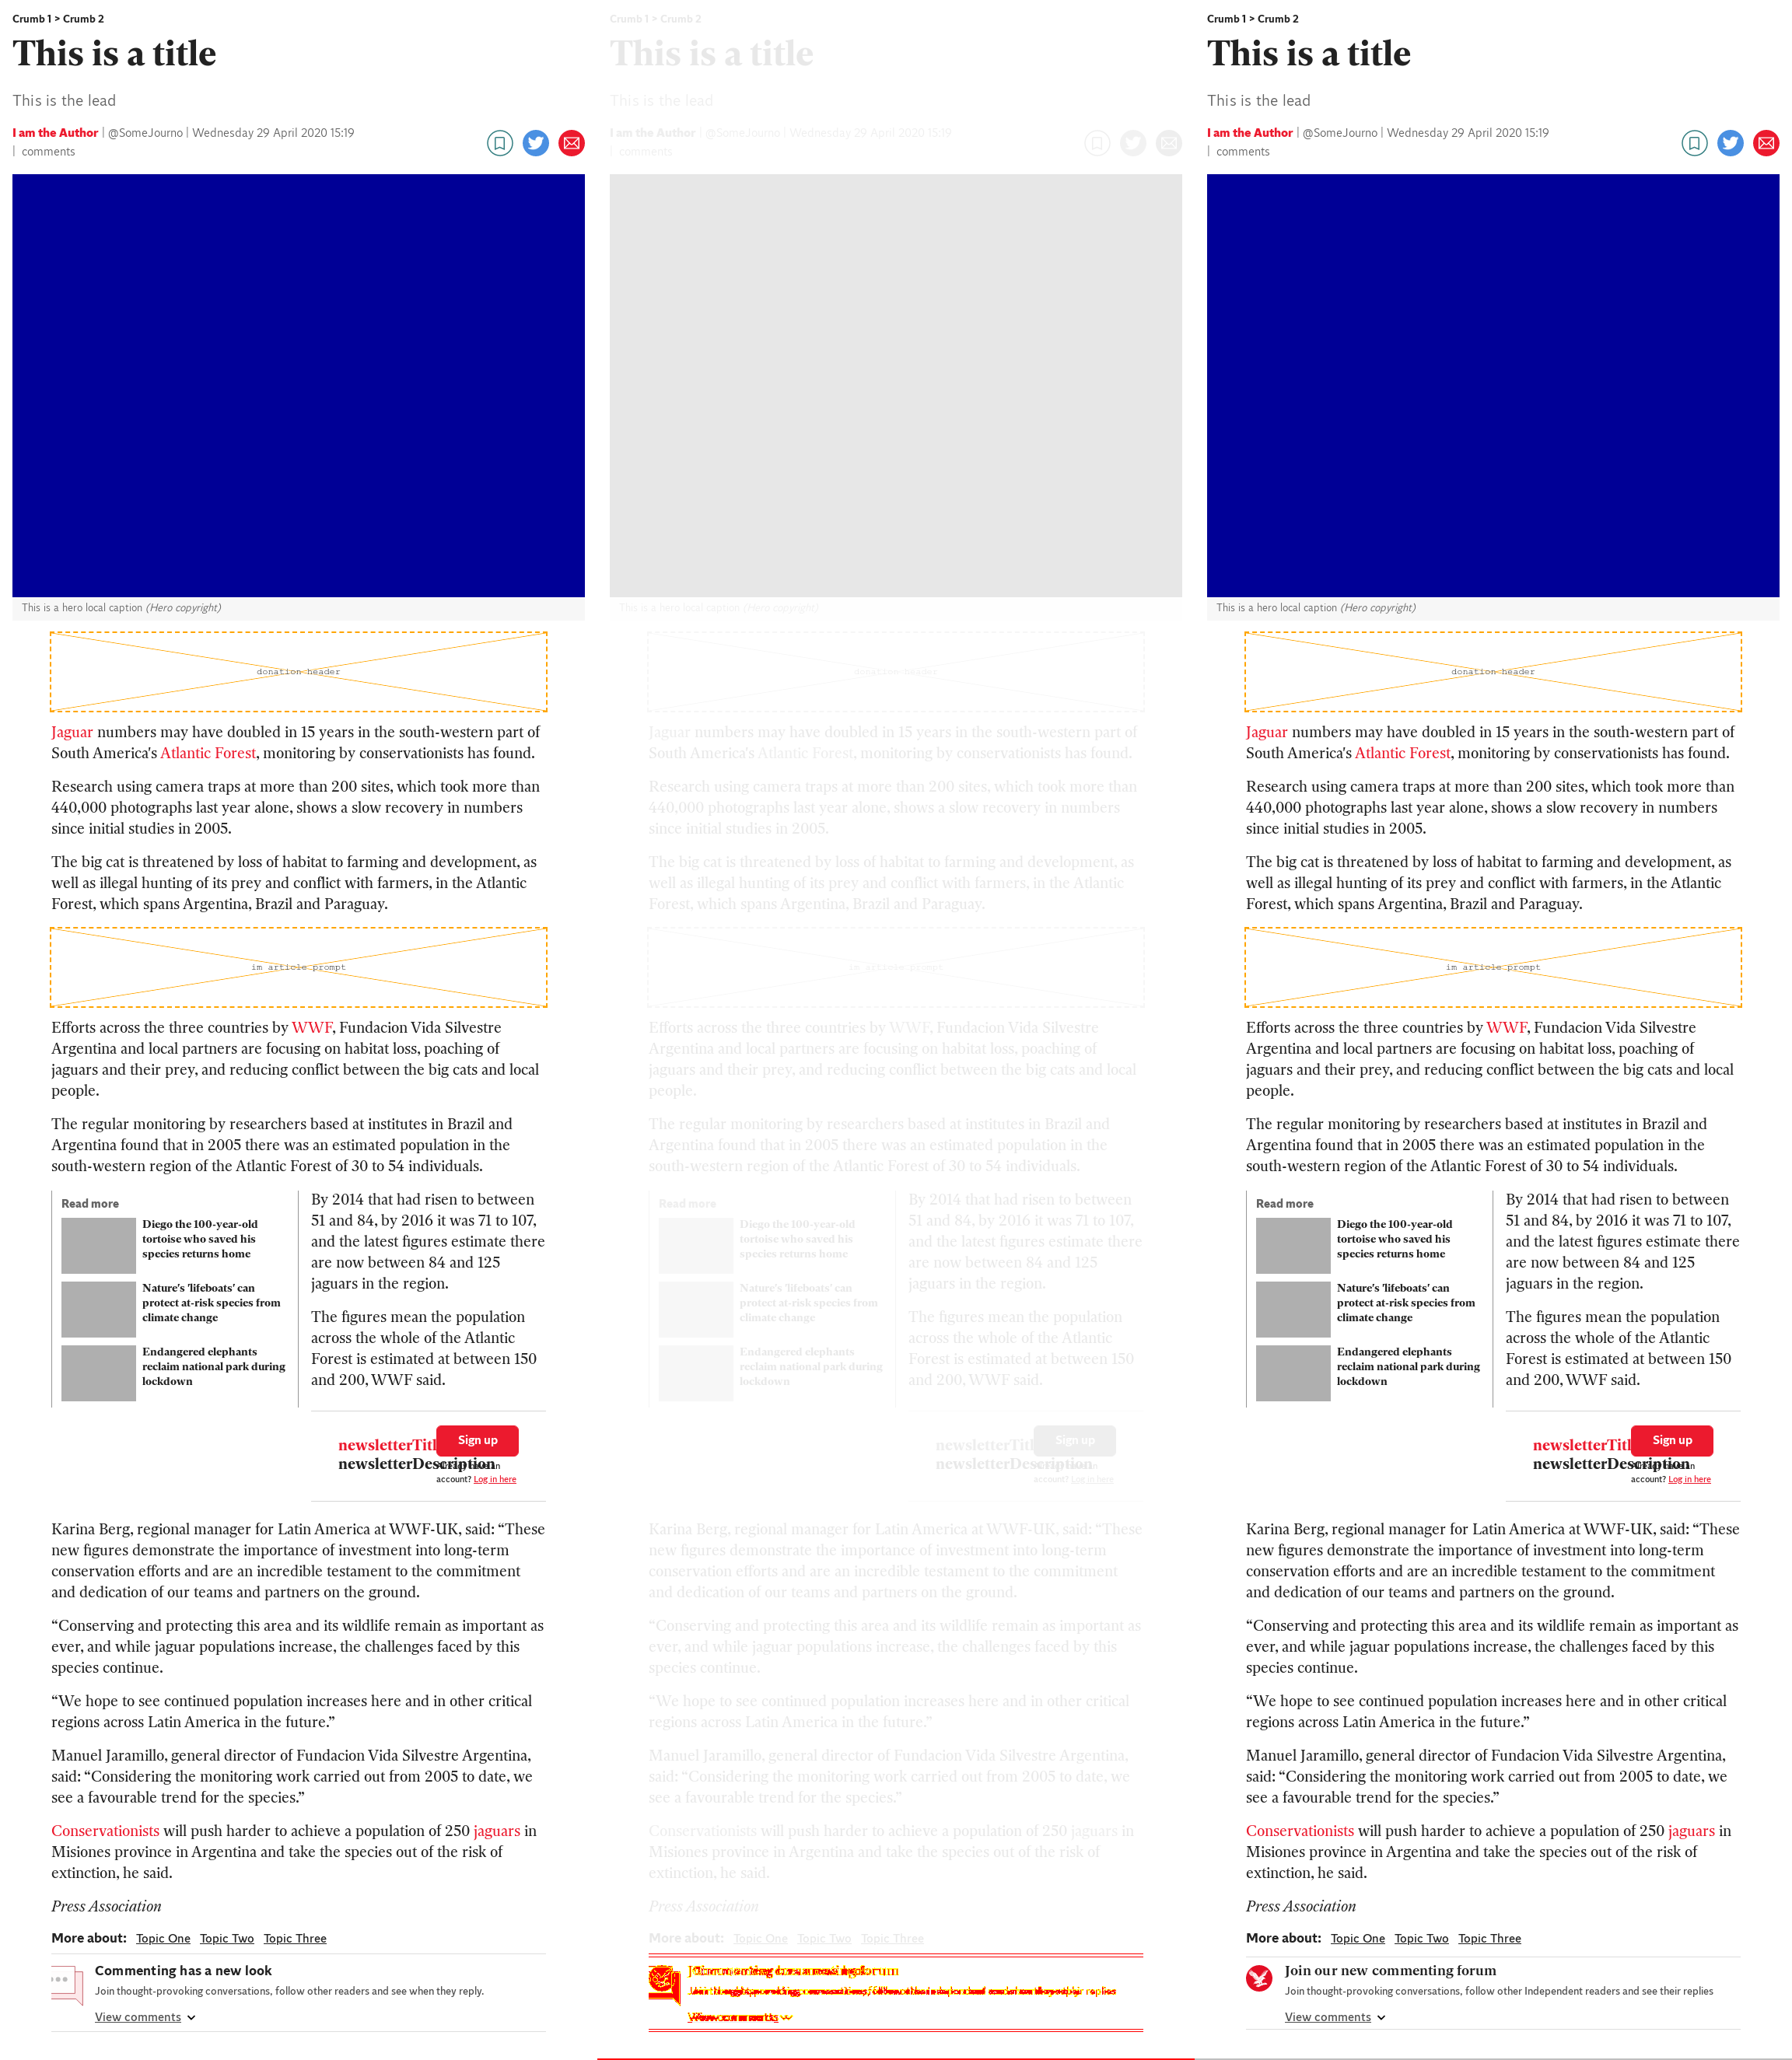 Crumb 1 > Crumb 2
This is a title
This is the lead
I am the Author | @SomeJourno | Wednesday 29 April 2020 15:19
| comments
This is a hero local caption (Hero copyright)
donation header
Jaguar numbers may have doubled in 15 years in the south-western part of
South America's Atlantic Forest, monitoring by conservationists has found.
Research using camera traps at more than 200 sites, which took more than
440,000 photographs last year alone, shows a slow recovery in numbers
since initial studies in 2005.
The big cat is threatened by loss of habitat to farming and development, as
well as illegal hunting of its prey and conflict with farmers, in the Atlantic
Forest, which spans Argentina, Brazil and Paraguay.
im article prompt
Efforts across the three countries by WWF, Fundacion Vida Silvestre
Argentina and local partners are focusing on habitat loss, poaching of
jaguars and their prey, and reducing conflict between the big cats and local
people.
The regular monitoring by researchers based at institutes in Brazil and
Argentina found that in 2005 there was an estimated population in the
south-western region of the Atlantic Forest of 30 to 54 individuals.
Read more
Diego the 100-year-old
tortoise who saved his
species returns home
Nature's 'lifeboats' can
protect at-risk species from
climate change
Endangered elephants
reclaim national park during
lockdown
By 2014 that had risen to between
51 and 84, by 2016 it was 71 to 107,
and the latest figures estimate there
are now between 84 and 125
jaguars in the region.
The figures mean the population
across the whole of the Atlantic
Forest is estimated at between 150
and 200, WWF said.
newsletterTitl
Sign up
newsletterDescription
account? Log in here
Karina Berg, regional manager for Latin America at WWF-UK, said: “These
new figures demonstrate the importance of investment into long-term
conservation efforts and are an incredible testament to the commitment
and dedication of our teams and partners on the ground.
“Conserving and protecting this area and its wildlife remain as important as
ever, and while jaguar populations increase, the challenges faced by this
species continue.
“We hope to see continued population increases here and in other critical
regions across Latin America in the future.”
Manuel Jaramillo, general director of Fundacion Vida Silvestre Argentina,
said: “Considering the monitoring work carried out from 2005 to date, we
see a favourable trend for the species.”
Conservationists will push harder to achieve a population of 250 jaguars in
Misiones province in Argentina and take the species out of the risk of
extinction, he said.
Press Association
More about: Topic One Topic Two Topic Three
Commenting has a new look
Join thought-provoking conversations, follow other readers and see when they reply.
View comments
Crumb 1 > Crumb 2
This is a title
This is the lead
I am the Author | @SomeJourno | Wednesday 29 April 2020 15:19
| comments
This is a hero local caption (Hero copyright)
donation header
Jaguar numbers may have doubled in 15 years in the south-western part of
South America's Atlantic Forest, monitoring by conservationists has found.
Research using camera traps at more than 200 sites, which took more than
440,000 photographs last year alone, shows a slow recovery in numbers
since initial studies in 2005.
The big cat is threatened by loss of habitat to farming and development, as
well as illegal hunting of its prey and conflict with farmers, in the Atlantic
Forest, which spans Argentina, Brazil and Paraguay.
im article prompt
Efforts across the three countries by WWF, Fundacion Vida Silvestre
Argentina and local partners are focusing on habitat loss, poaching of
jaguars and their prey, and reducing conflict between the big cats and local
people.
The regular monitoring by researchers based at institutes in Brazil and
Argentina found that in 2005 there was an estimated population in the
south-western region of the Atlantic Forest of 30 to 54 individuals.
Read more
Diego the 100-year-old
tortoise who saved his
species returns home
Nature's 'lifeboats' can
protect at-risk species from
climate change
Endangered elephants
reclaim national park during
lockdown
By 2014 that had risen to between
51 and 84, by 2016 it was 71 to 107,
and the latest figures estimate there
are now between 84 and 125
jaguars in the region.
The figures mean the population
across the whole of the Atlantic
Forest is estimated at between 150
and 200, WWF said.
newsletterTitl
Sign up
newsletterDescription
account? Log in here
Karina Berg, regional manager for Latin America at WWF-UK, said: “These
new figures demonstrate the importance of investment into long-term
conservation efforts and are an incredible testament to the commitment
and dedication of our teams and partners on the ground.
“Conserving and protecting this area and its wildlife remain as important as
ever, and while jaguar populations increase, the challenges faced by this
species continue.
“We hope to see continued population increases here and in other critical
regions across Latin America in the future.”
Manuel Jaramillo, general director of Fundacion Vida Silvestre Argentina,
said: “Considering the monitoring work carried out from 2005 to date, we
see a favourable trend for the species.”
Conservationists will push harder to achieve a population of 250 jaguars in
Misiones province in Argentina and take the species out of the risk of
extinction, he said.
Press Association
More about: Topic One Topic Two Topic Three
Crumb 1 > Crumb 2
This is a title
This is the lead
I am the Author | @SomeJourno | Wednesday 29 April 2020 15:19
| comments
This is a hero local caption (Hero copyright)
donation header
Jaguar numbers may have doubled in 15 years in the south-western part of
South America's Atlantic Forest, monitoring by conservationists has found.
Research using camera traps at more than 200 sites, which took more than
440,000 photographs last year alone, shows a slow recovery in numbers
since initial studies in 2005.
The big cat is threatened by loss of habitat to farming and development, as
well as illegal hunting of its prey and conflict with farmers, in the Atlantic
Forest, which spans Argentina, Brazil and Paraguay.
im article prompt
Efforts across the three countries by WWF, Fundacion Vida Silvestre
Argentina and local partners are focusing on habitat loss, poaching of
jaguars and their prey, and reducing conflict between the big cats and local
people.
The regular monitoring by researchers based at institutes in Brazil and
Argentina found that in 2005 there was an estimated population in the
south-western region of the Atlantic Forest of 30 to 54 individuals.
Read more
Diego the 100-year-old
tortoise who saved his
species returns home
Nature's 'lifeboats' can
protect at-risk species from
climate change
Endangered elephants
reclaim national park during
lockdown
By 2014 that had risen to between
51 and 84, by 2016 it was 71 to 107,
and the latest figures estimate there
are now between 84 and 125
jaguars in the region.
The figures mean the population
across the whole of the Atlantic
Forest is estimated at between 150
and 200, WWF said.
newsletterTitl
Sign up
newsletterDescription
account? Log in here
Karina Berg, regional manager for Latin America at WWF-UK, said: “These
new figures demonstrate the importance of investment into long-term
conservation efforts and are an incredible testament to the commitment
and dedication of our teams and partners on the ground.
“Conserving and protecting this area and its wildlife remain as important as
ever, and while jaguar populations increase, the challenges faced by this
species continue.
“We hope to see continued population increases here and in other critical
regions across Latin America in the future.”
Manuel Jaramillo, general director of Fundacion Vida Silvestre Argentina,
said: “Considering the monitoring work carried out from 2005 to date, we
see a favourable trend for the species.”
Conservationists will push harder to achieve a population of 250 jaguars in
Misiones province in Argentina and take the species out of the risk of
extinction, he said.
Press Association
More about: Topic One Topic Two Topic Three
Join our new commenting forum
Join thought-provoking conversations, follow other Independent readers and see their replies
View comments